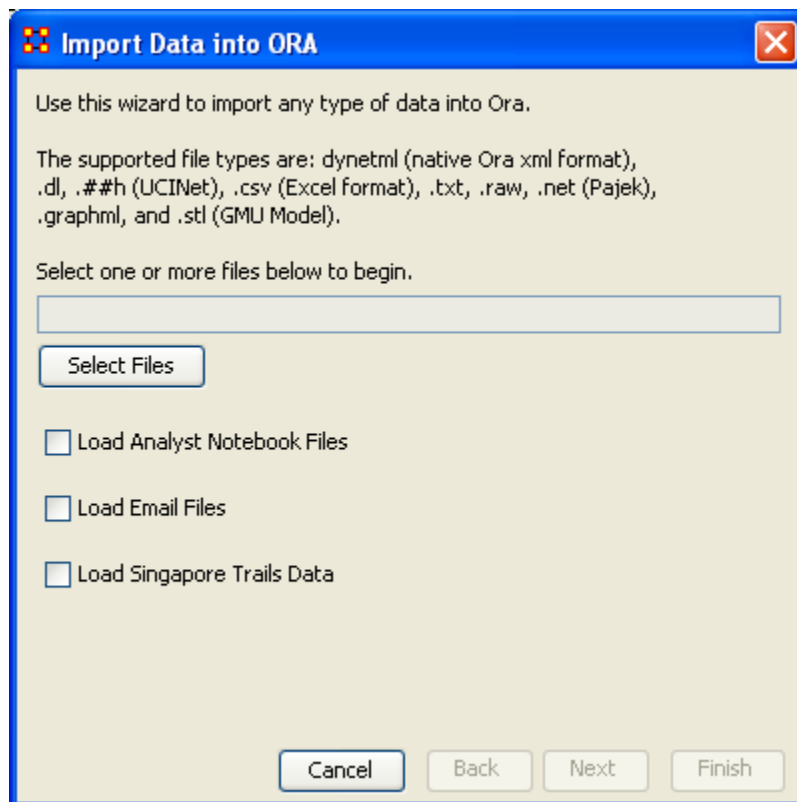 Import Data into ORA
Use this wizard to import any type of data into Ora.
The supported file types are: dynetml (native Ora xml format),
.dl, .##h (UCINet), .csv (Excel format), .txt, .raw, .net (Pajek),
.graphml, and .stl (GMU Model).
Select one or more files below to begin.
Select Files
Load Analyst Notebook Files
Load Email Files
Load Singapore Trails Data
Cancel Back Next Finish